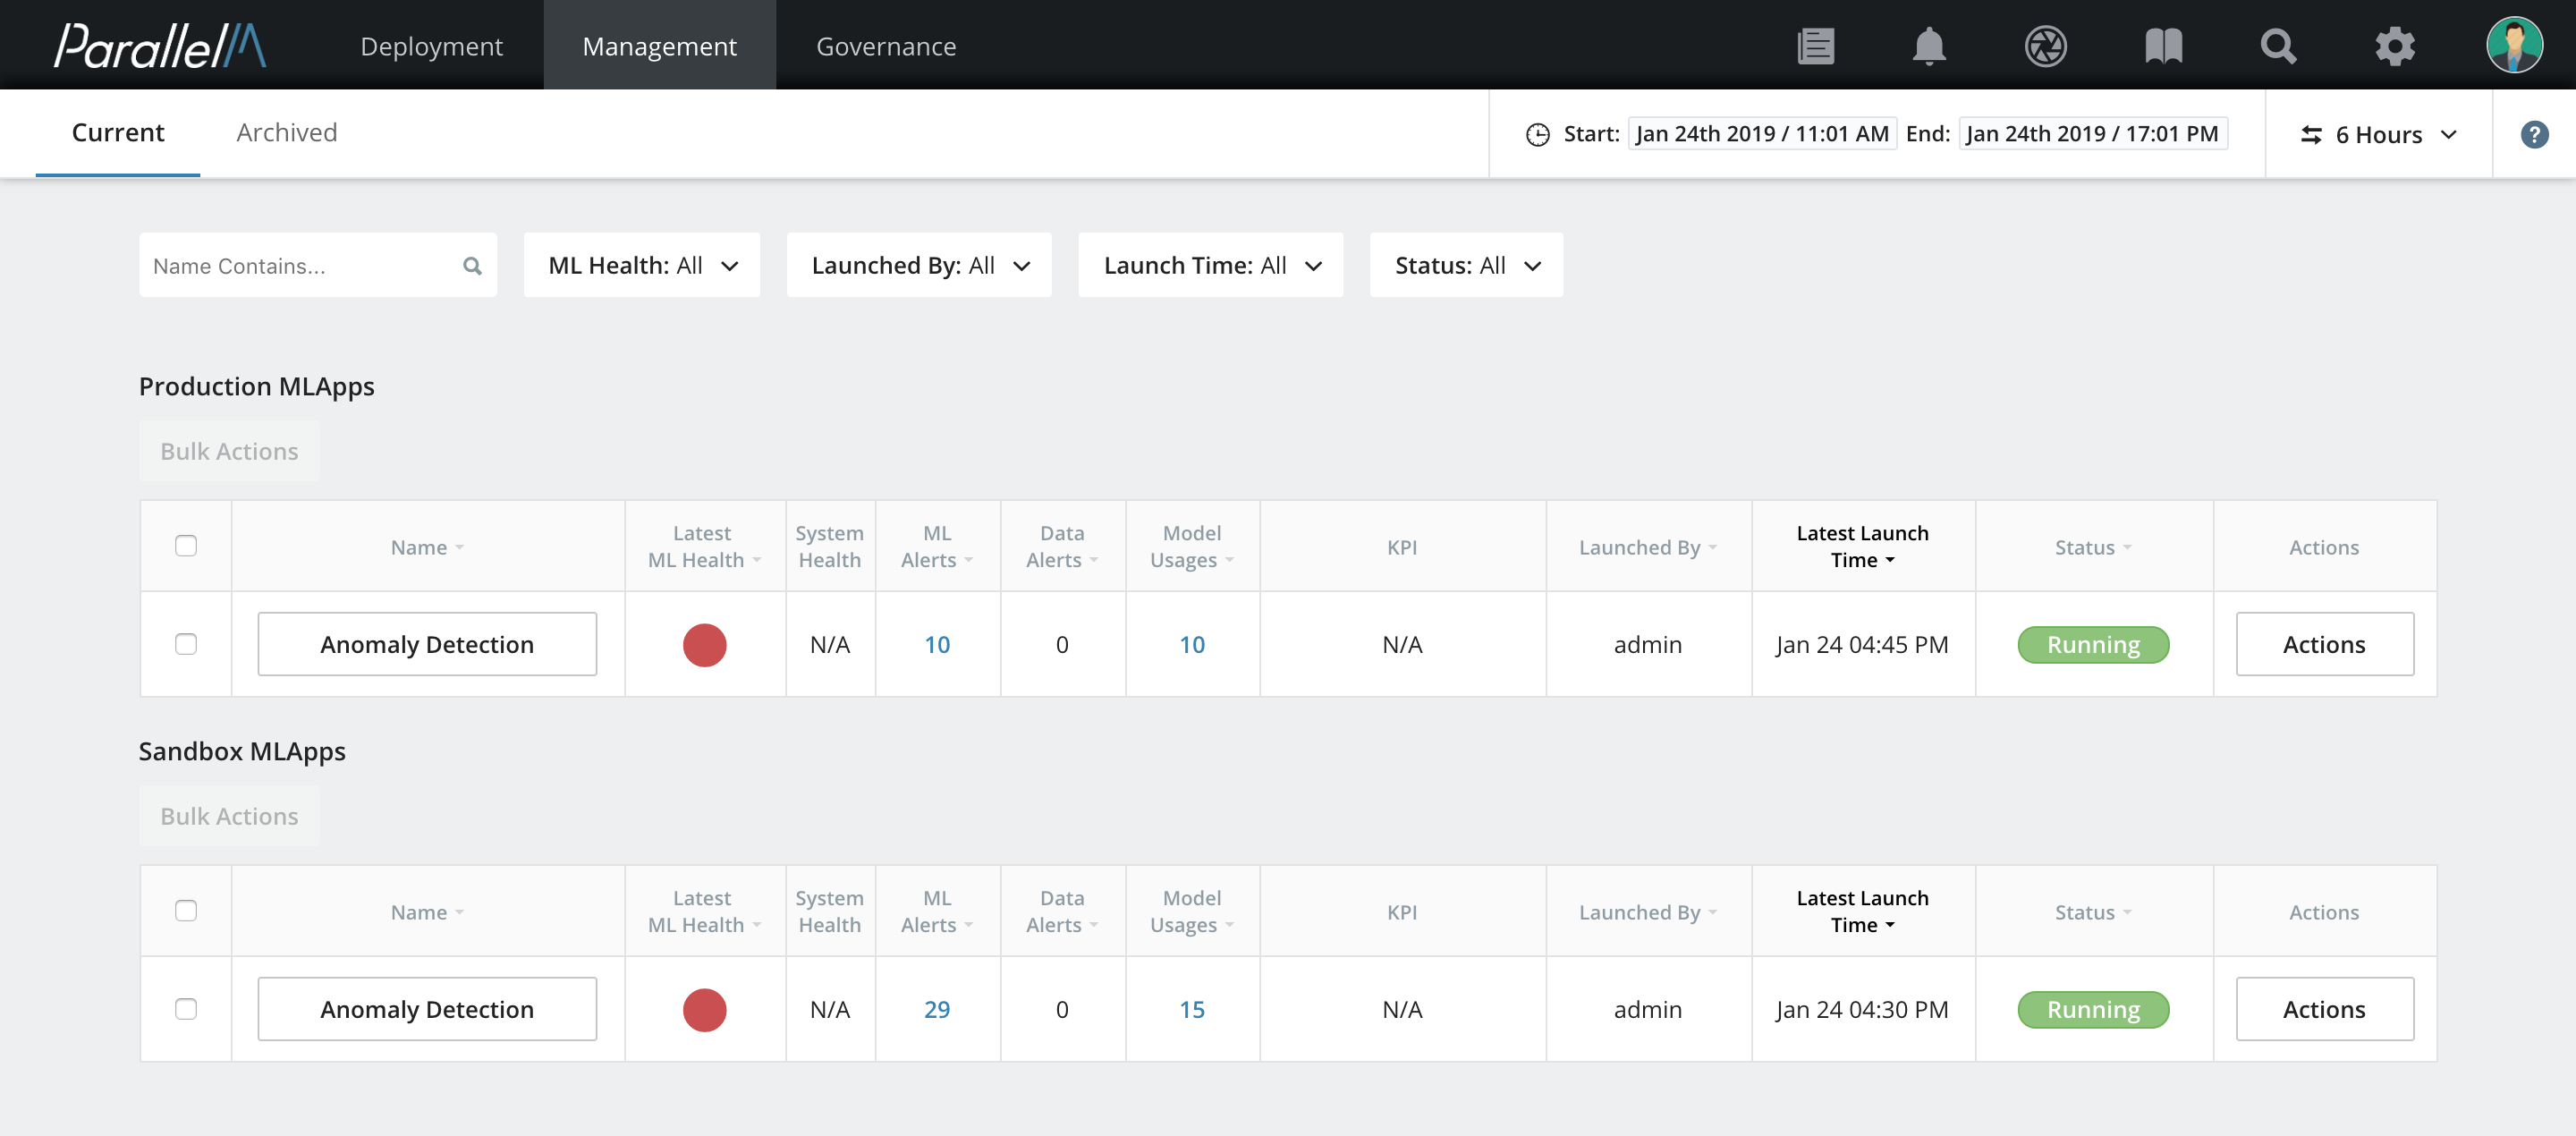 ParallelM
Deployment Management Governance
Current Archived Start: Jan 24th 2019 / 11:01 AM End: Jan 24th 2019 / 17:01 PM 6 Hours ?
Name Contains... ML Health: All Launched By: All Launch Time: All Status: All
Production MLApps
Bulk Actions
Name Latest ML Health System Health ML Alerts Data Alerts Model Usages KPI Launched By Latest Launch Time Status Actions
Anomaly Detection N/A 10 0 10 N/A admin Jan 24 04:45 PM Running Actions
Sandbox MLApps
Bulk Actions
Name Latest ML Health System Health ML Alerts Data Alerts Model Usages KPI Launched By Latest Launch Time Status Actions
Anomaly Detection N/A 29 0 15 N/A admin Jan 24 04:30 PM Running Actions